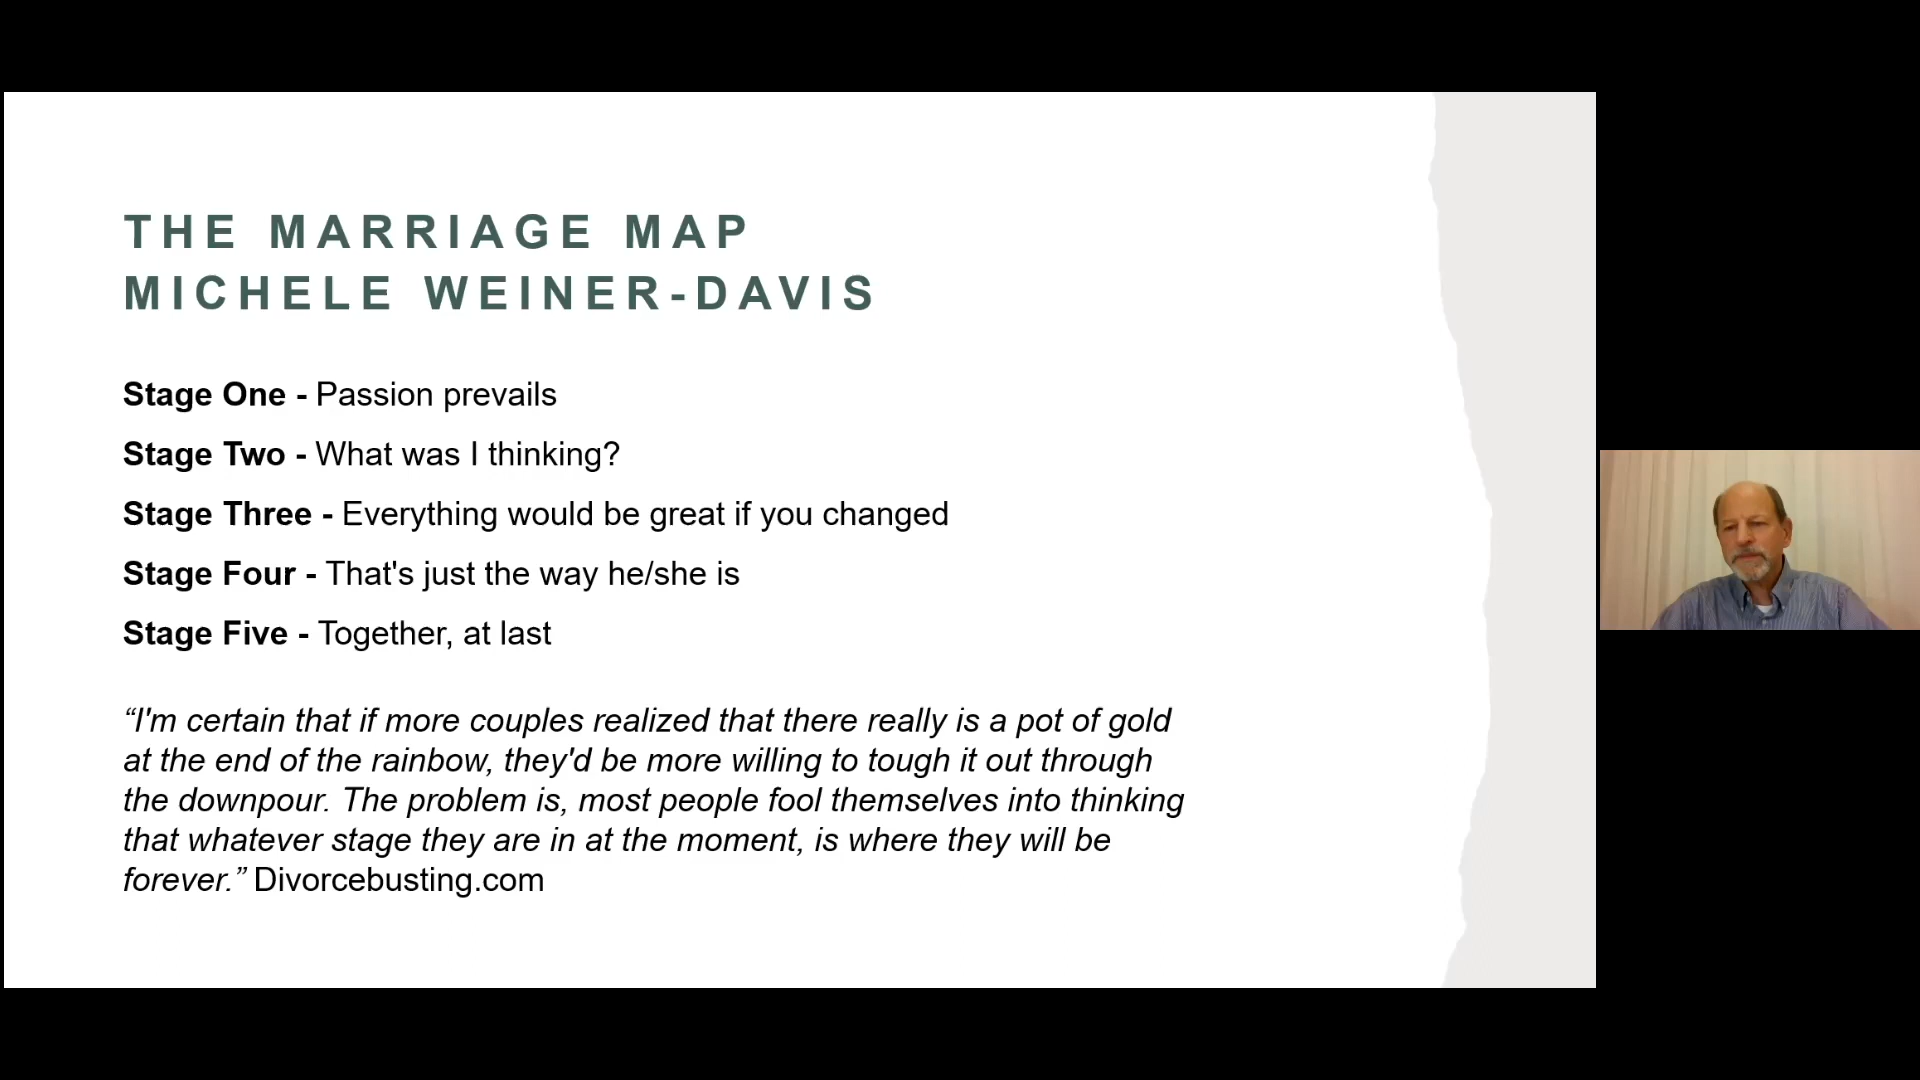 THE MARRIAGE MAP
MICHELE WEINER-DAVIS
Stage One - Passion prevails
Stage Two - What was I thinking?
Stage Three - Everything would be great if you changed
Stage Four - That's just the way he/she is
Stage Five - Together, at last
“I'm certain that if more couples realized that there really is a pot of gold
at the end of the rainbow, they'd be more willing to tough it out through
the downpour. The problem is, most people fool themselves into thinking
that whatever stage they are in at the moment, is where they will be
forever.” Divorcebusting.com